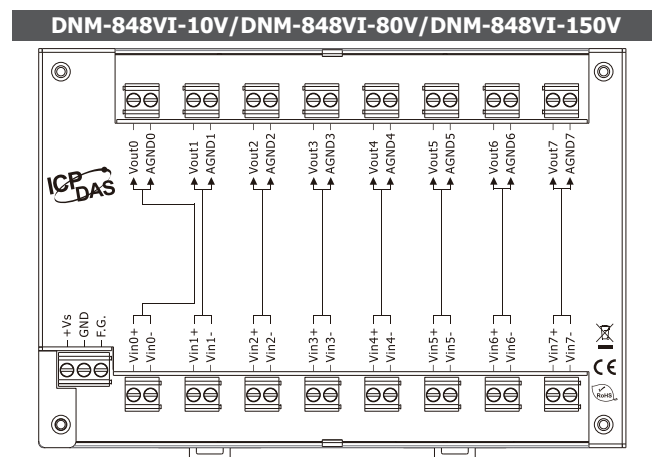 DNM-848VI-10V/DNM-848VI-80V/DNM-848VI-150V
Vout0
AGND0
Vout1
AGND1
Vout2
AGND2
Vout3
AGND3
Vout4
AGND4
Vout5
AGND5
Vout6
AGND6
Vout7
AGND7
ICP DAS
+Vs
GND
F.G.
Vin0+
Vin0-
Vin1+
Vin1-
Vin2+
Vin2-
Vin3+
Vin3-
Vin4+
Vin4-
Vin5+
Vin5-
Vin6+
Vin6-
Vin7+
Vin7-
CE
RoHS